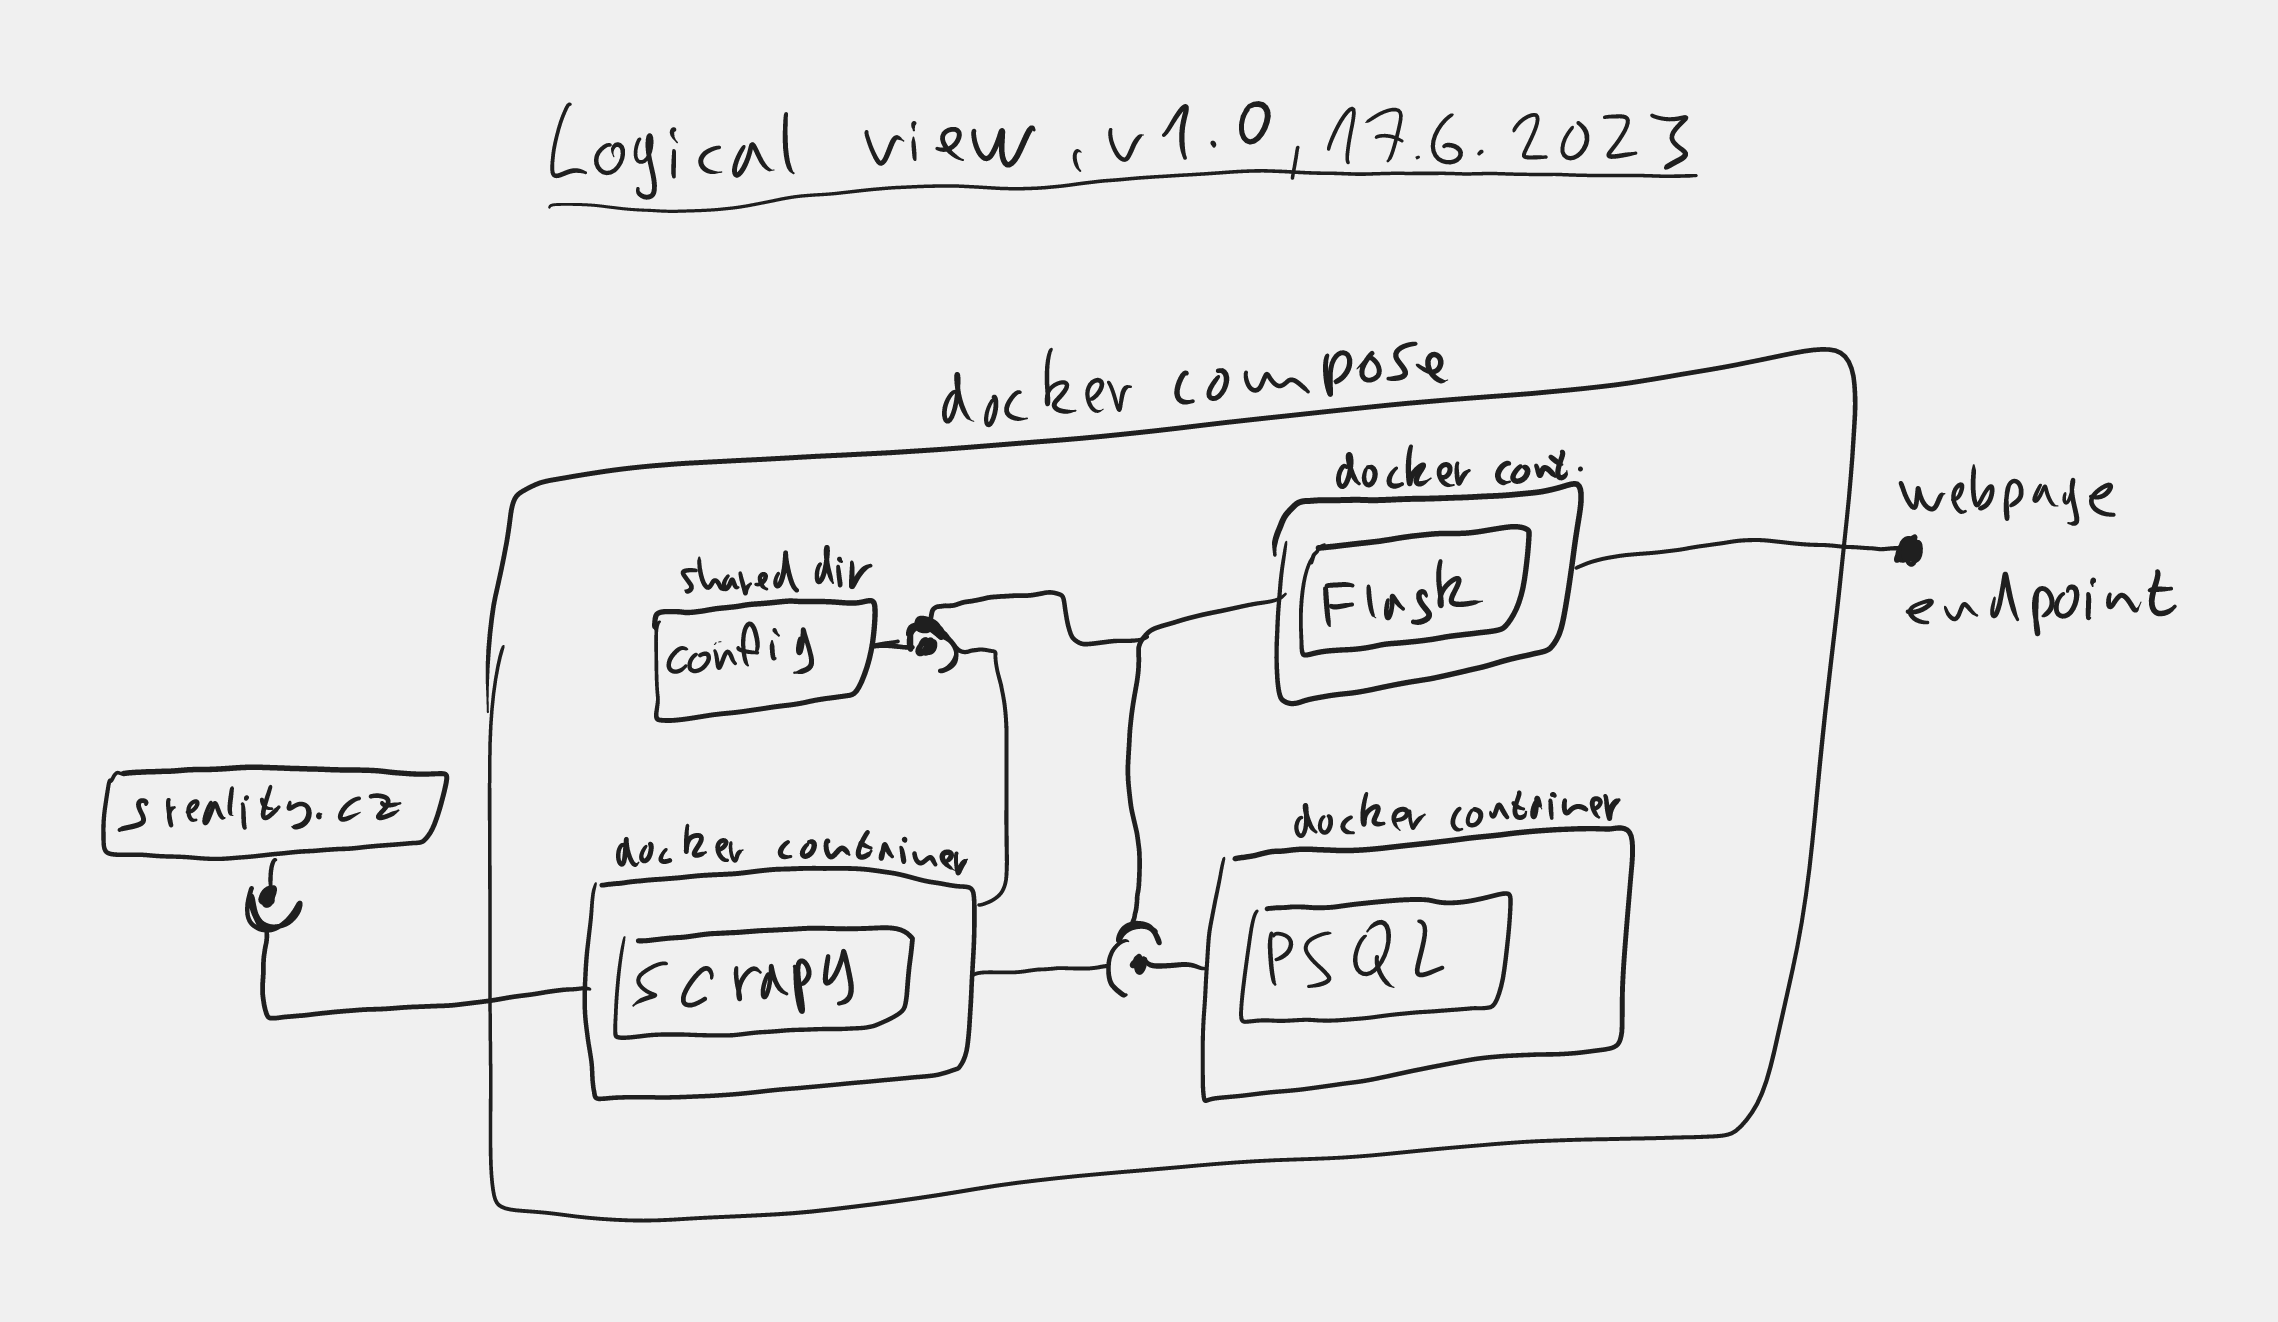 Logical view, v1.0, 17.6.2023
docker compose
docker cont.
Flask
webpage
endpoint
shared dir
config
sreality.cz
docker container
scrapy
docker container
PSQL